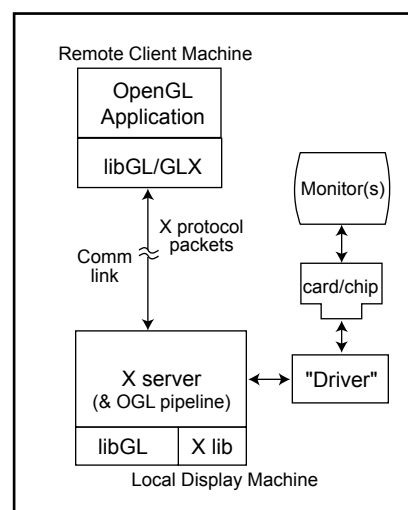 Remote Client Machine
OpenGL
Application
libGL/GLX
X protocol
packets
Comm
link
Monitor(s)
card/chip
"Driver"
X server
(& OGL pipeline)
libGL
X lib
Local Display Machine